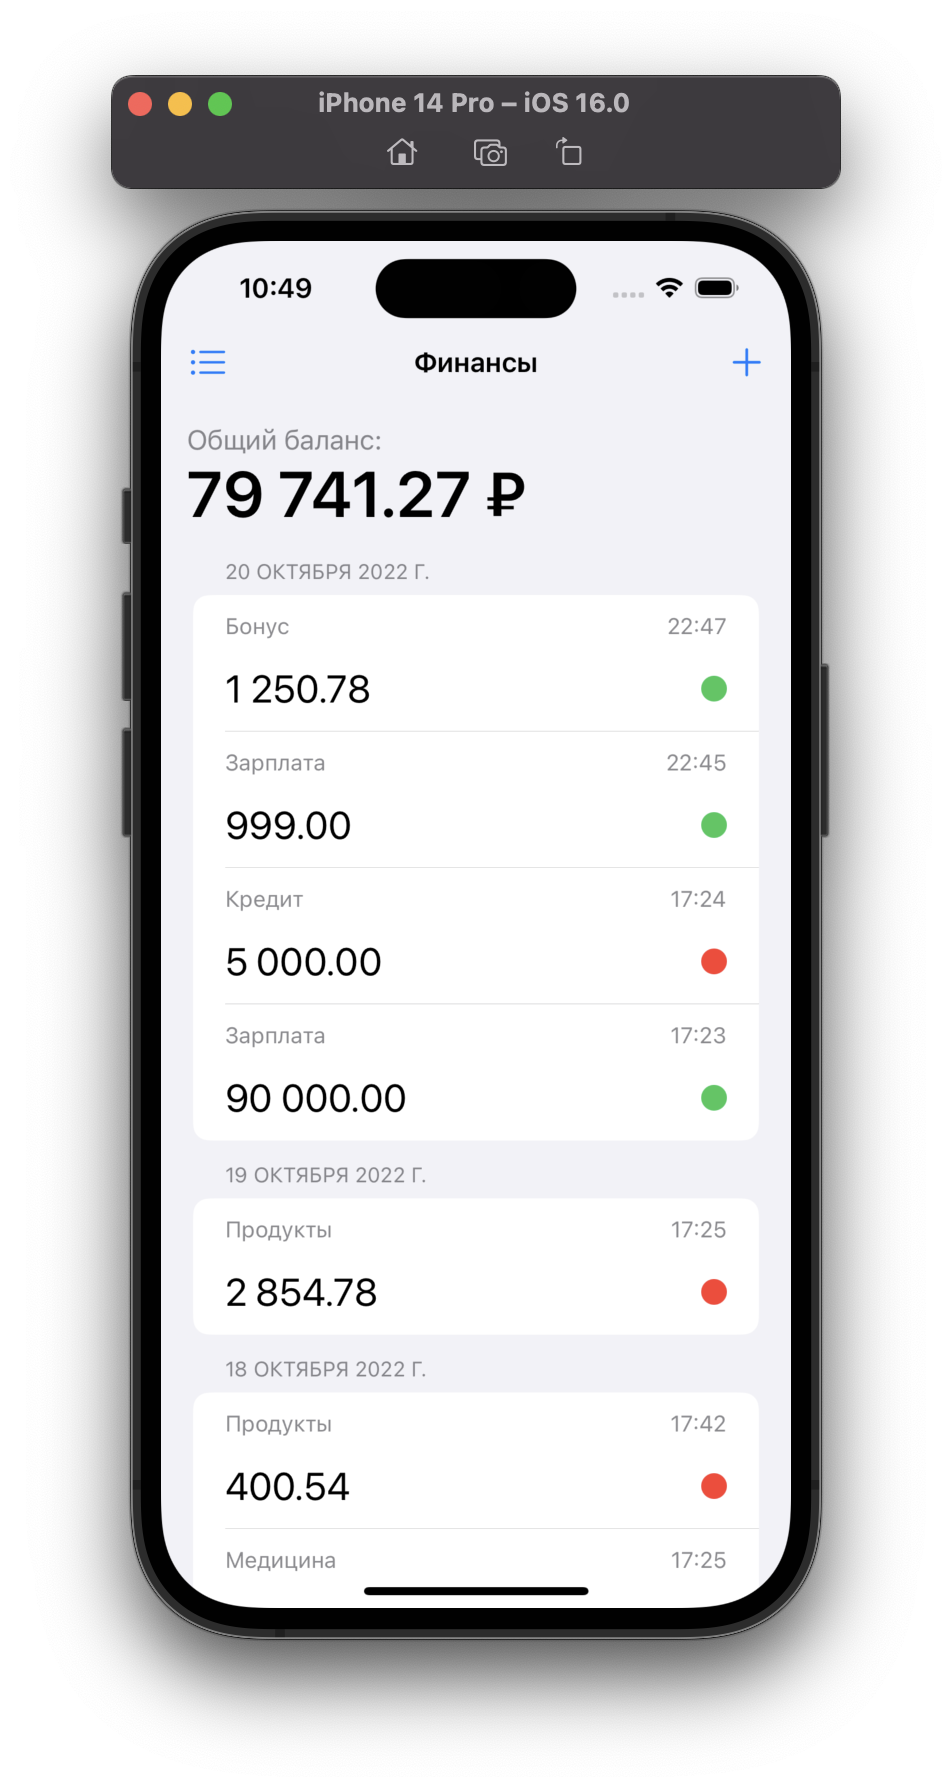 iPhone 14 Pro – iOS 16.0
10:49
Финансы
Общий баланс:
79 741.27 ₽
20 ОКТЯБРЯ 2022 Г.
Бонус 22:47
1 250.78
Зарплата 22:45
999.00
Кредит 17:24
5 000.00
Зарплата 17:23
90 000.00
19 ОКТЯБРЯ 2022 Г.
Продукты 17:25
2 854.78
18 ОКТЯБРЯ 2022 Г.
Продукты 17:42
400.54
Медицина 17:25